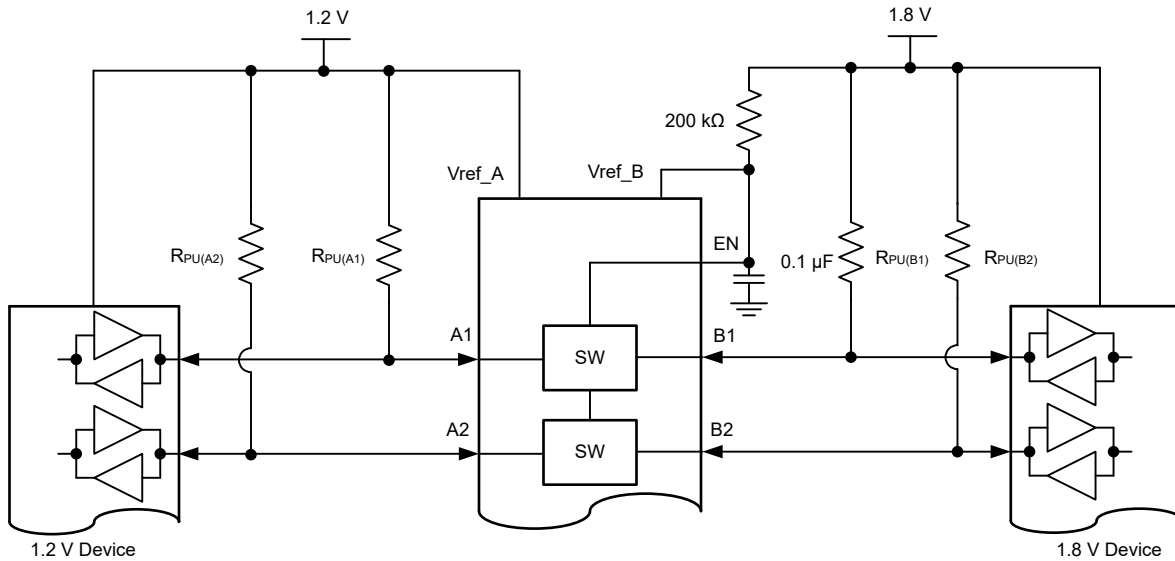 1.2 V
1.8 V
200 kΩ
Vref_A
Vref_B
EN
RPU(A2)
RPU(A1)
0.1 µF
RPU(B1)
RPU(B2)
A1
SW
B1
A2
SW
B2
1.2 V Device
1.8 V Device